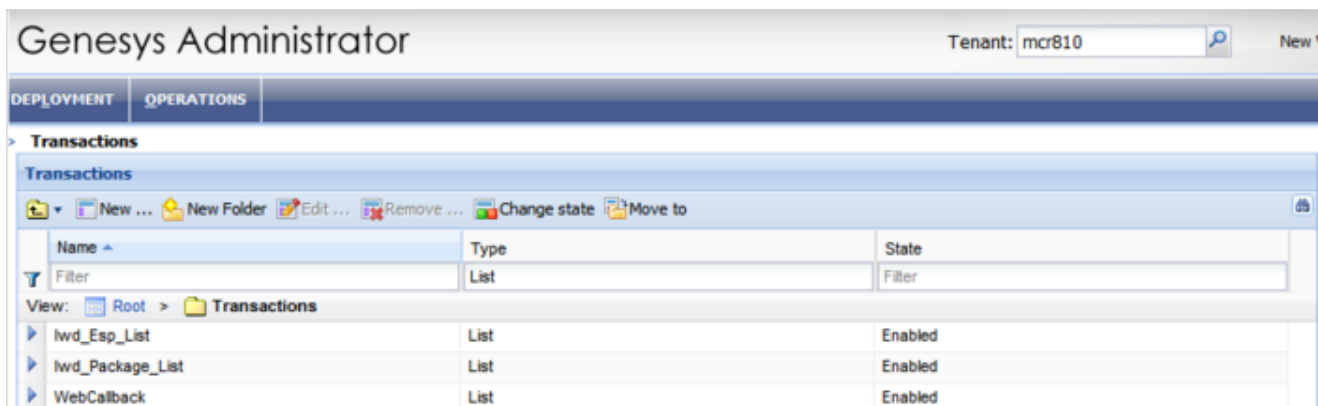 Genesys Administrator Tenant: mcr810 New
DEPLOYMENT OPERATIONS
> Transactions
Transactions
New ... New Folder Edit ... Remove ... Change state Move to
Name Type State
Filter List Filter
View: Root > Transactions
Iwd_Esp_List List Enabled
Iwd_Package_List List Enabled
WebCallback List Enabled